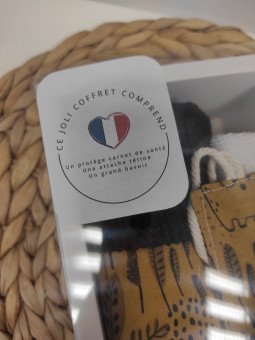 CE JOLI COFFRET COMPREND
Un protège carnet de santé
Une attache tétine
Un grand bavoir